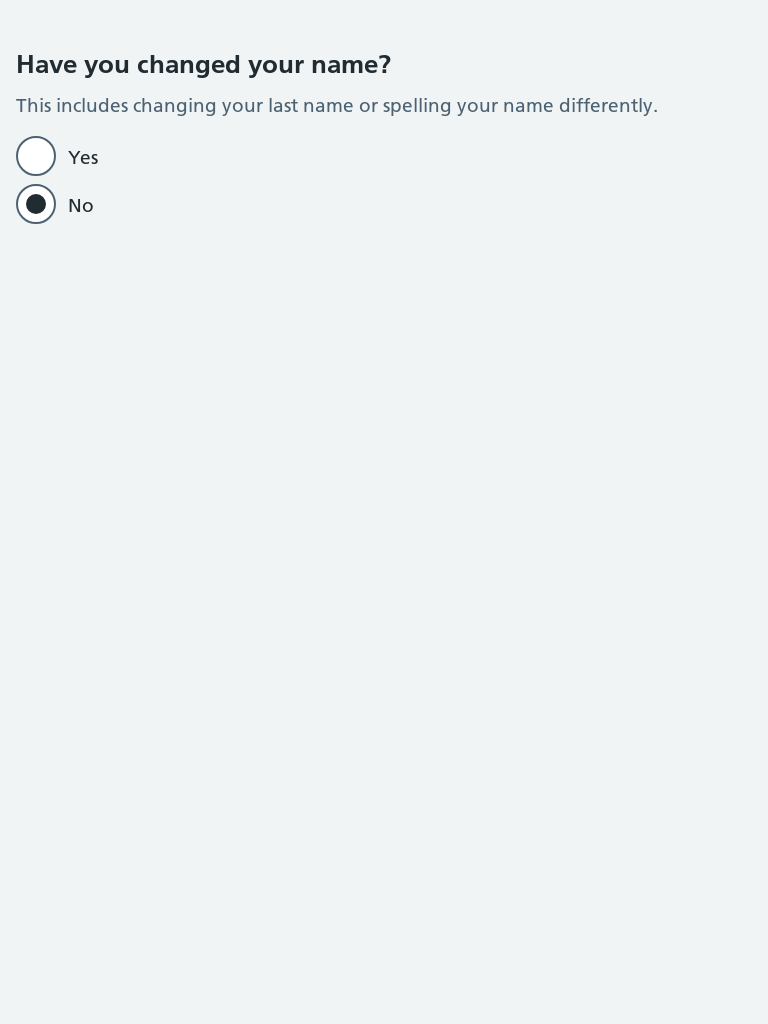 Have you changed your name?
This includes changing your last name or spelling your name differently.
Yes
No